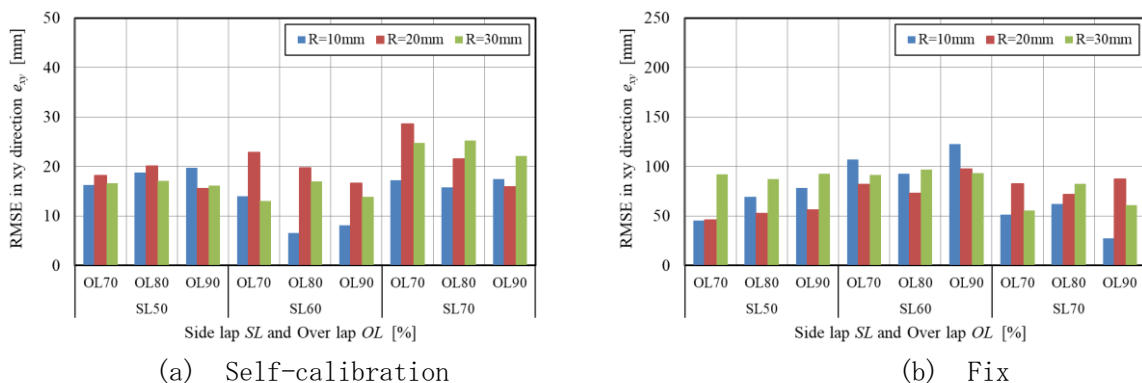 RMSE in xy direction exy [mm]
50
40
30
20
10
0
R=10mm R=20mm R=30mm
OL70 OL80 OL90 OL70 OL80 OL90 OL70 OL80 OL90
SL50 SL60 SL70
Side lap SL and Over lap OL [%]
(a) Self-calibration
RMSE in xy direction exy [mm]
250
200
150
100
50
0
R=10mm R=20mm R=30mm
OL70 OL80 OL90 OL70 OL80 OL90 OL70 OL80 OL90
SL50 SL60 SL70
Side lap SL and Over lap OL [%]
(b) Fix